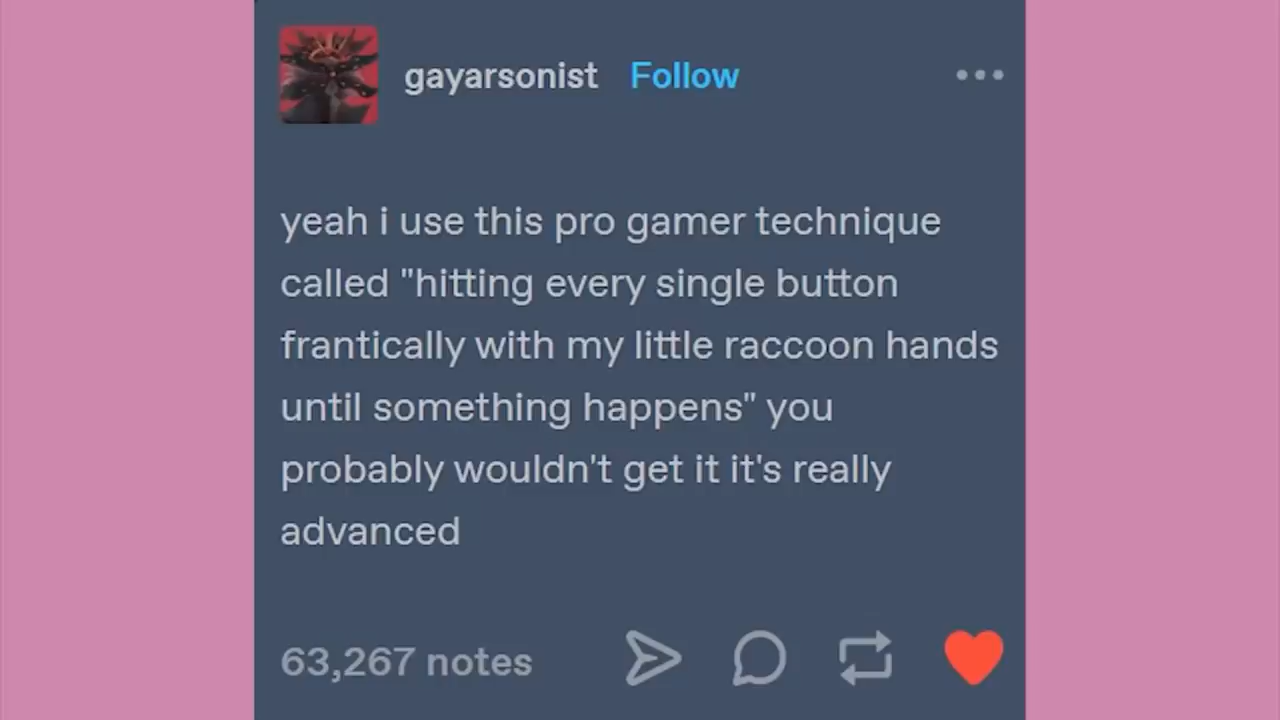 gayarsonist Follow
yeah i use this pro gamer technique
called "hitting every single button
frantically with my little raccoon hands
until something happens" you
probably wouldn't get it it's really
advanced
63,267 notes